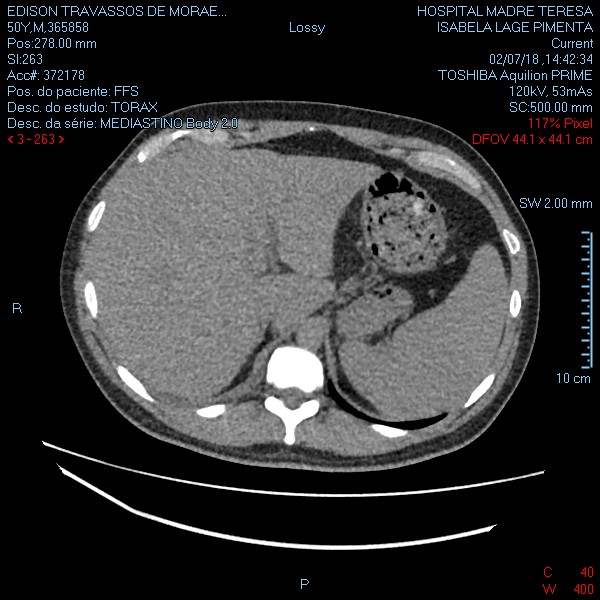 EDISON TRAVASSOS DE MORAE...
50Y,M,365858
Pos:278.00 mm
SI:263
Acc#: 372178
Pos. do paciente: FFS
Desc. do estudo: TORAX
Desc. da série: MEDIASTINO Body 2.0
< 3 - 263 >
Lossy
HOSPITAL MADRE TERESA
ISABELA LAGE PIMENTA
Current
02/07/18 ,14:42:34
TOSHIBA Aquilion PRIME
120kV, 53mAs
SC:500.00 mm
117% Pixel
DFOV 44.1 x 44.1 cm
SW 2.00 mm
R
10 cm
P
C 40
W 400